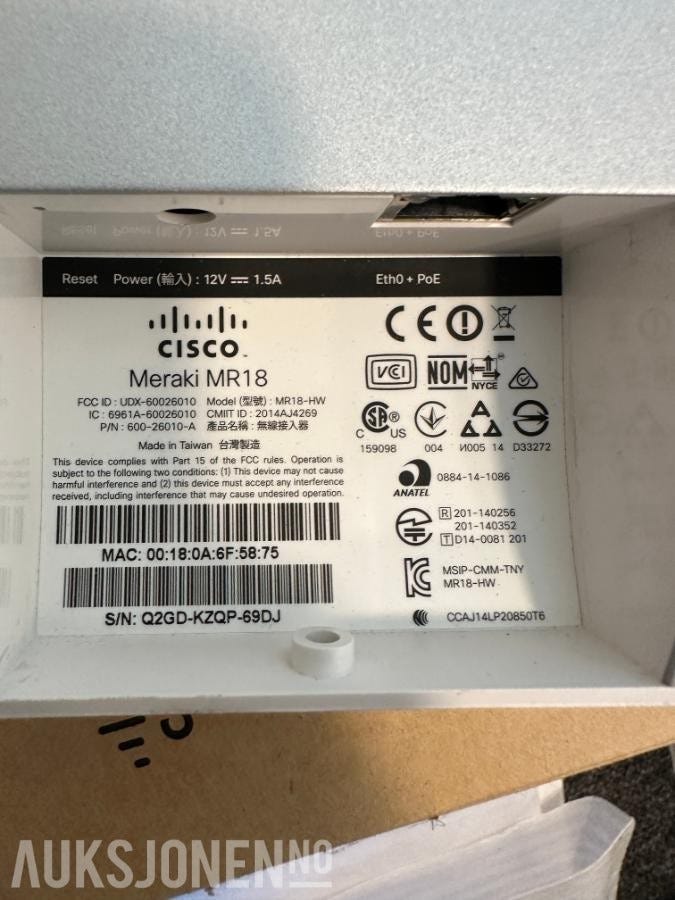 Reset Power (輸入) : 12V ⎓ 1.5A Eth0 + PoE
CISCO
Meraki MR18
FCC ID : UDX-60026010 Model (型號) : MR18-HW
IC : 6961A-60026010 CMIIT ID : 2014AJ4269
P/N : 600-26010-A 產品名稱 : 無線接入器
Made in Taiwan 台灣製造
This device complies with Part 15 of the FCC rules. Operation is
subject to the following two conditions: (1) This device may not cause
harmful interference and (2) this device must accept any interference
received, including interference that may cause undesired operation.
MAC: 00:18:0A:6F:58:75
S/N: Q2GD-KZQP-69DJ
CE
VCCI NOM NYCE
C SA ® US
159098 004 И005 14 D33272
ANATEL 0884-14-1086
R 201-140256
201-140352
T D14-0081 201
MSIP-CMM-TNY
MR18-HW
CCAJ14LP20850T6
AUKSJONEN NO